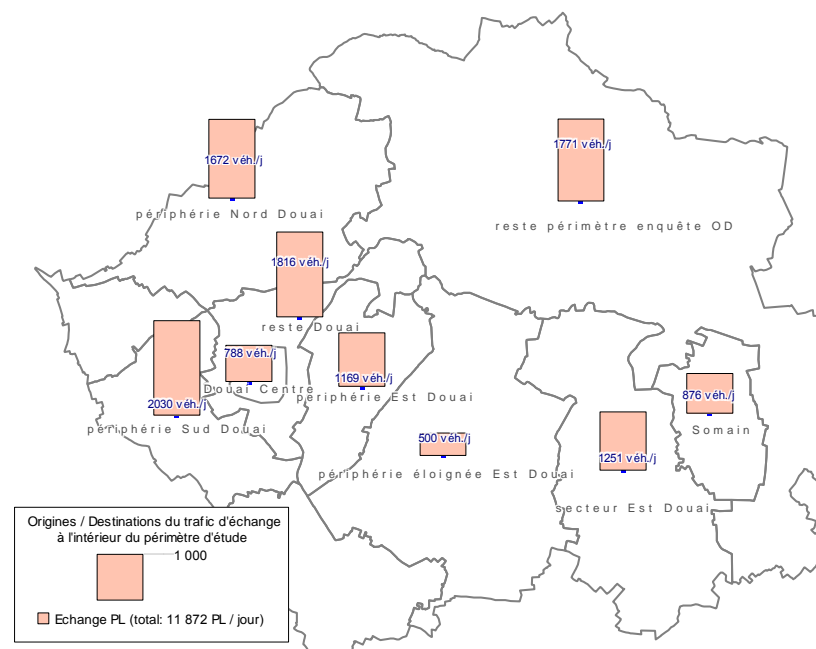 1672 véh./j
périphérie Nord Douai
1771 véh./j
reste périmètre enquête OD
1816 véh./j
reste Douai
788 véh./j
Douai Centre
1169 véh./j
périphérie Est Douai
2030 véh./j
périphérie Sud Douai
876 véh./j
Somain
500 véh./j
périphérie éloignée Est Douai
1251 véh./j
secteur Est Douai
Origines / Destinations du trafic d'échange
à l'intérieur du périmètre d'étude
1 000
Echange PL (total: 11 872 PL / jour)